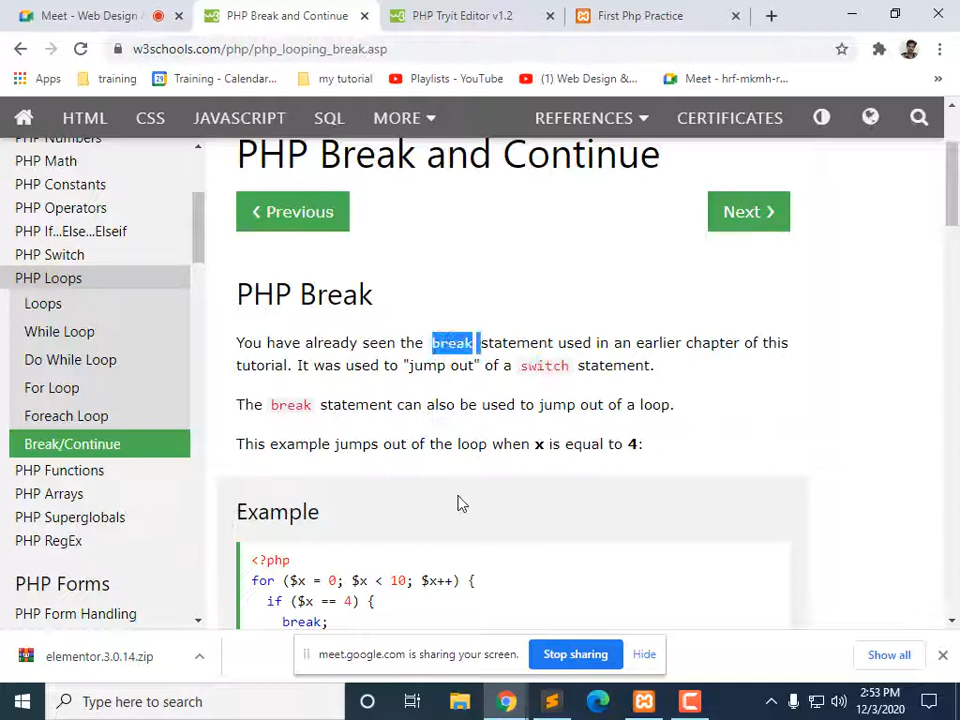 Meet - Web Design
PHP Break and Continue
PHP Tryit Editor v1.2
First Php Practice
w3schools.com/php/php_looping_break.asp
Apps
training
Training - Calendar...
my tutorial
Playlists - YouTube
(1) Web Design &...
Meet - hrf-mkmh-r...
»
HTML
CSS
JAVASCRIPT
SQL
MORE
REFERENCES
CERTIFICATES
PHP Numbers
PHP Math
PHP Constants
PHP Operators
PHP If...Else...Elseif
PHP Switch
PHP Loops
Loops
While Loop
Do While Loop
For Loop
Foreach Loop
Break/Continue
PHP Functions
PHP Arrays
PHP Superglobals
PHP RegEx
PHP Forms
PHP Form Handling
PHP Break and Continue
❮ Previous
Next ❯
PHP Break
You have already seen the break statement used in an earlier chapter of this
tutorial. It was used to "jump out" of a switch statement.
The break statement can also be used to jump out of a loop.
This example jumps out of the loop when x is equal to 4:
Example
<?php
for ($x = 0; $x < 10; $x++) {
if ($x == 4) {
break;
elementor.3.0.14.zip
meet.google.com is sharing your screen.
Stop sharing
Hide
Show all
Type here to search
2:53 PM
12/3/2020